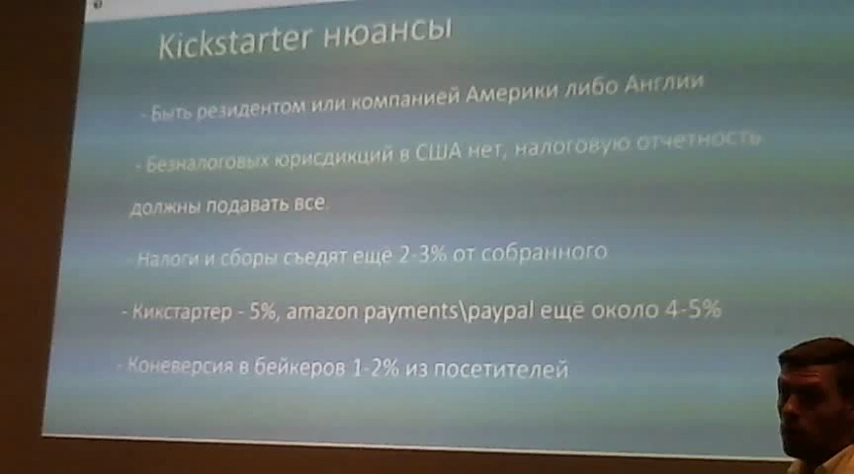 Kickstarter нюансы
- Быть резидентом или компанией Америки либо Англии
- Безналоговых юрисдикций в США нет, налоговую отчетность
должны подавать все.
- Налоги и сборы съедят ещё 2-3% от собранного
- Кикстартер - 5%, amazon payments\paypal ещё около 4-5%
- Коневерсия в бейкеров 1-2% из посетителей